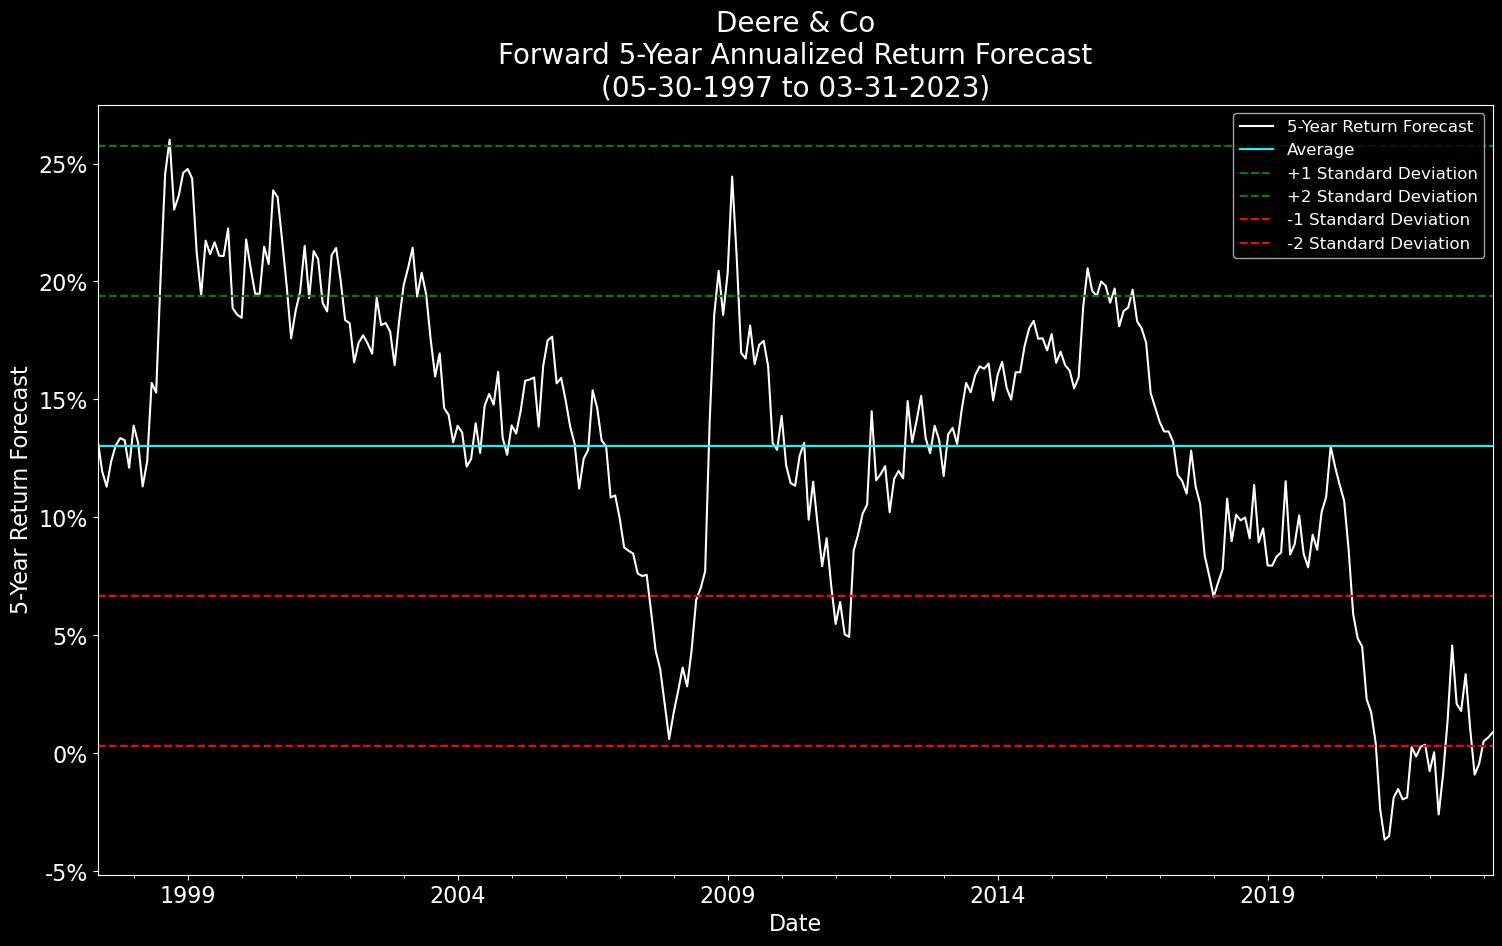 Deere & Co
Forward 5-Year Annualized Return Forecast
(05-30-1997 to 03-31-2023)
5-Year Return Forecast
Average
+1 Standard Deviation
+2 Standard Deviation
-1 Standard Deviation
-2 Standard Deviation
5-Year Return Forecast
25%
20%
15%
10%
5%
0%
-5%
1999
2004
2009
2014
2019
Date